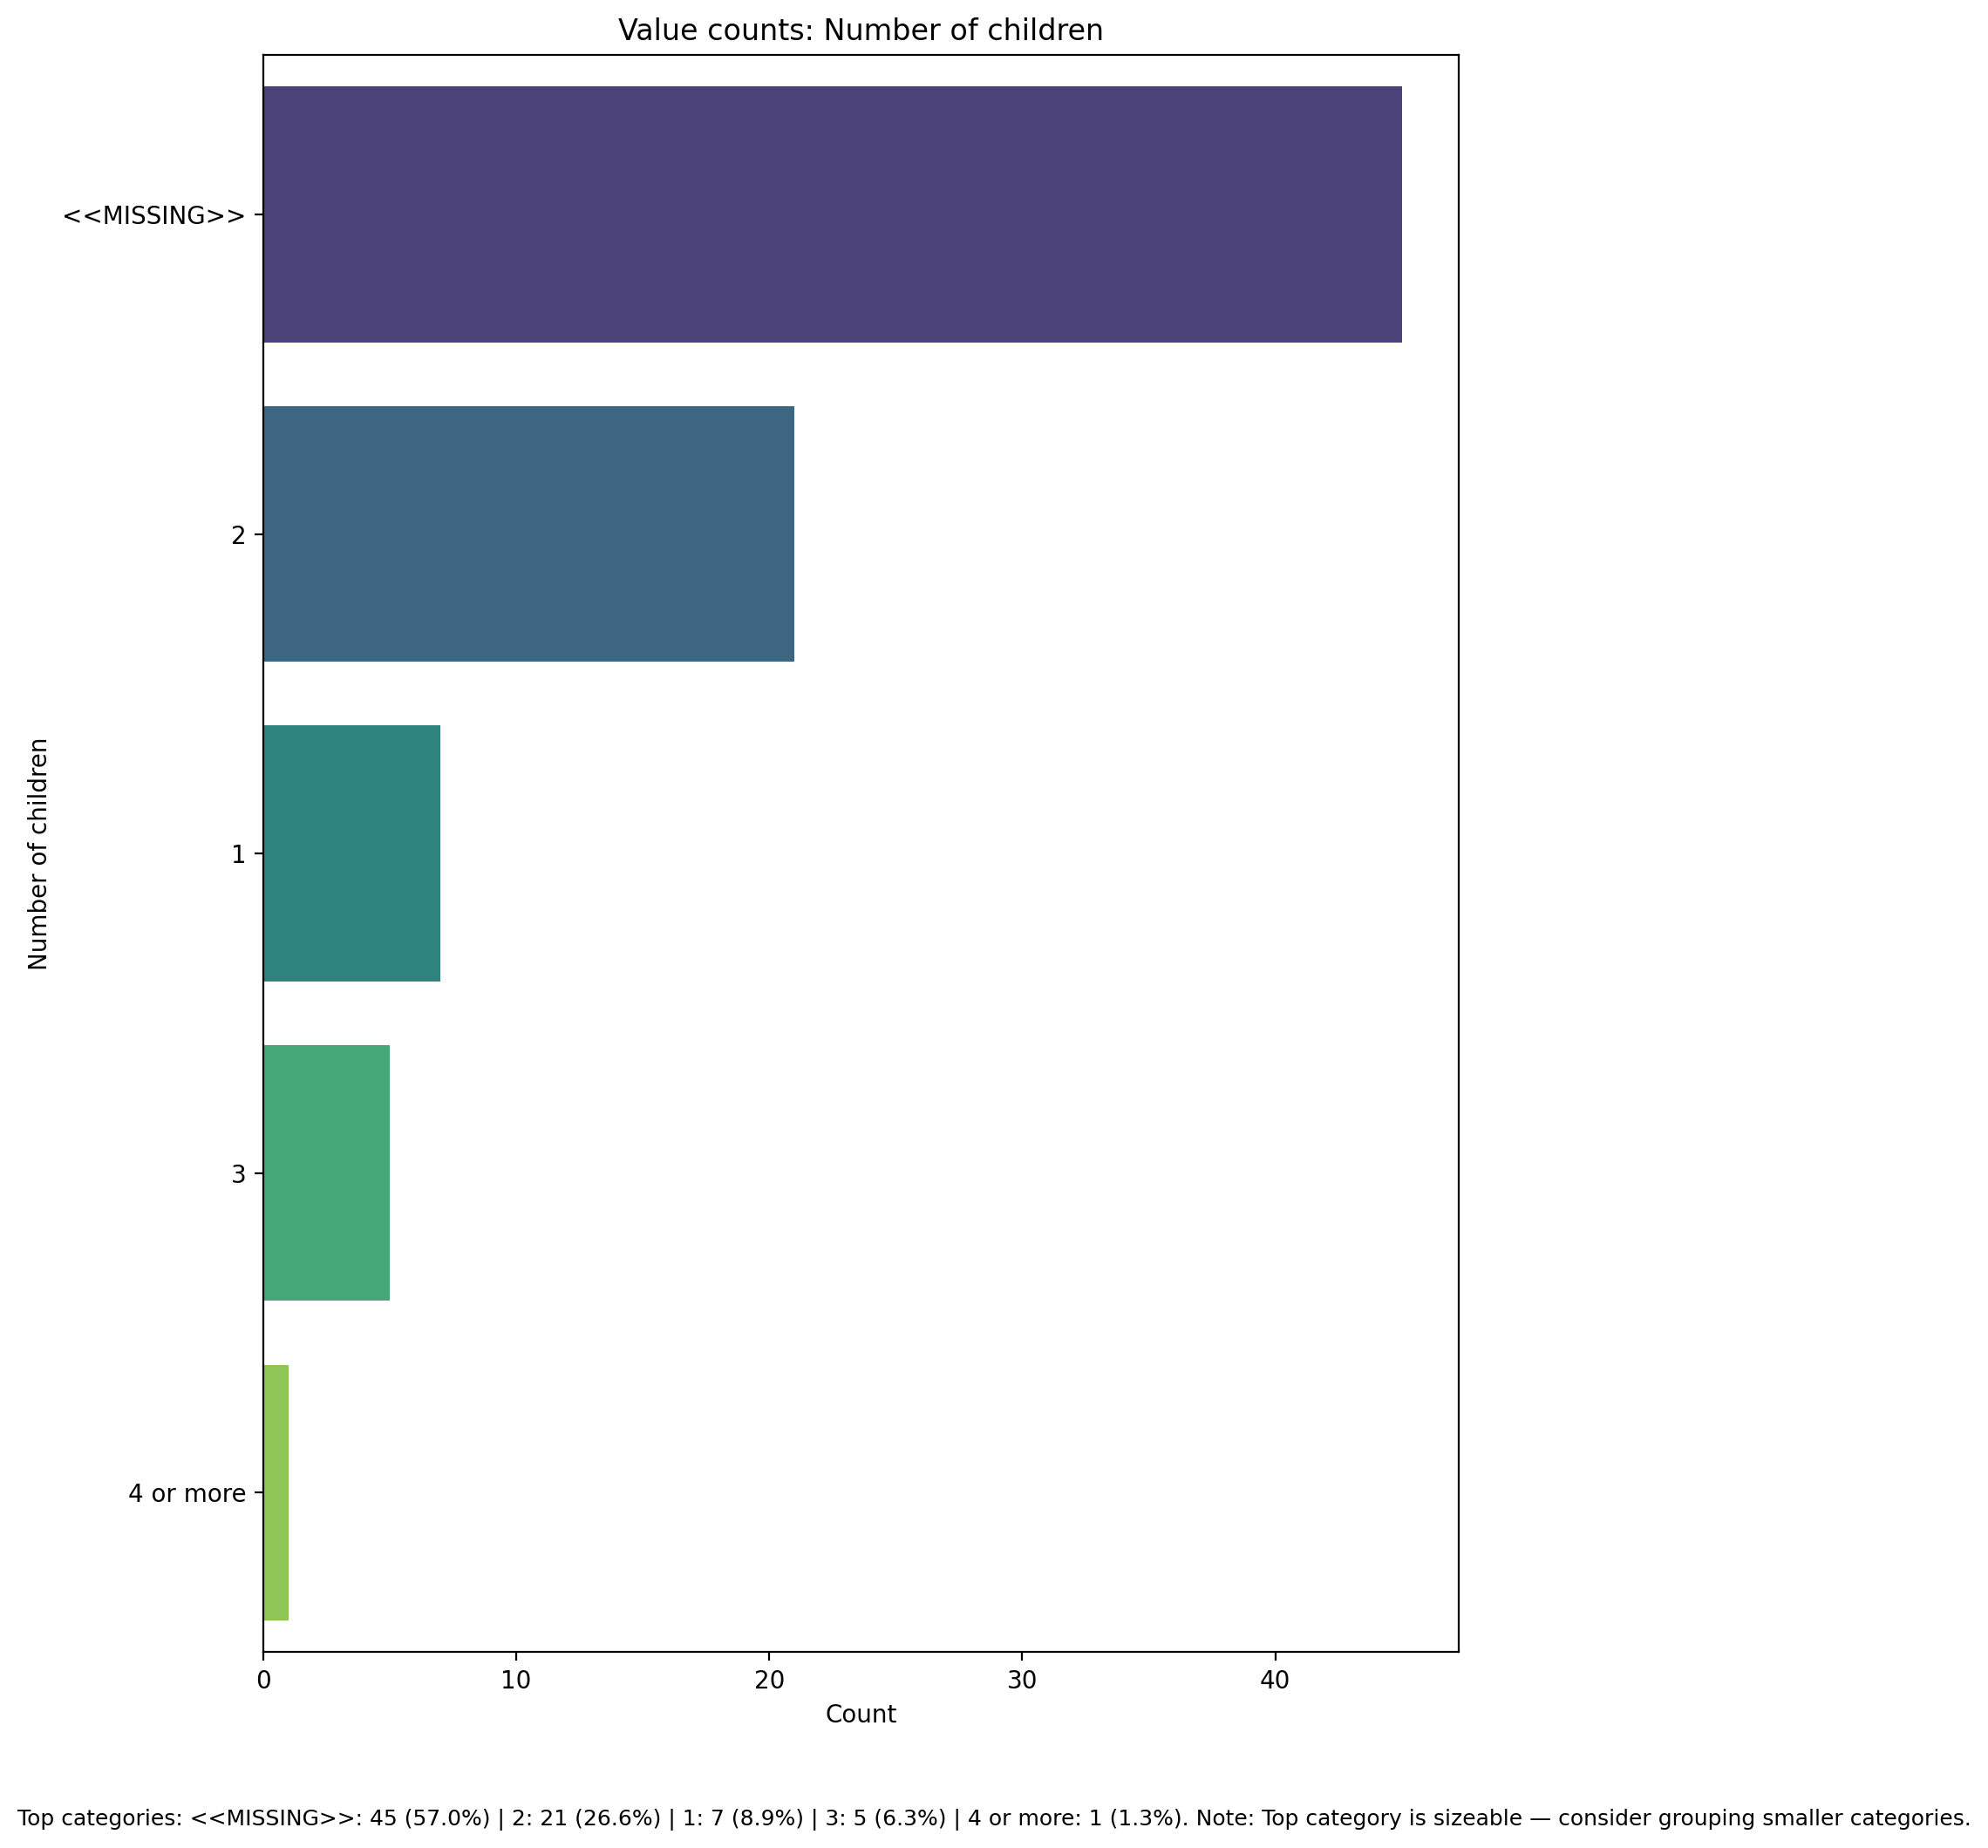 Value counts: Number of children
<<MISSING>>
2
1
3
4 or more
Number of children
0 10 20 30 40
Count
Top categories: <<MISSING>>: 45 (57.0%) | 2: 21 (26.6%) | 1: 7 (8.9%) | 3: 5 (6.3%) | 4 or more: 1 (1.3%). Note: Top category is sizeable — consider grouping smaller categories.